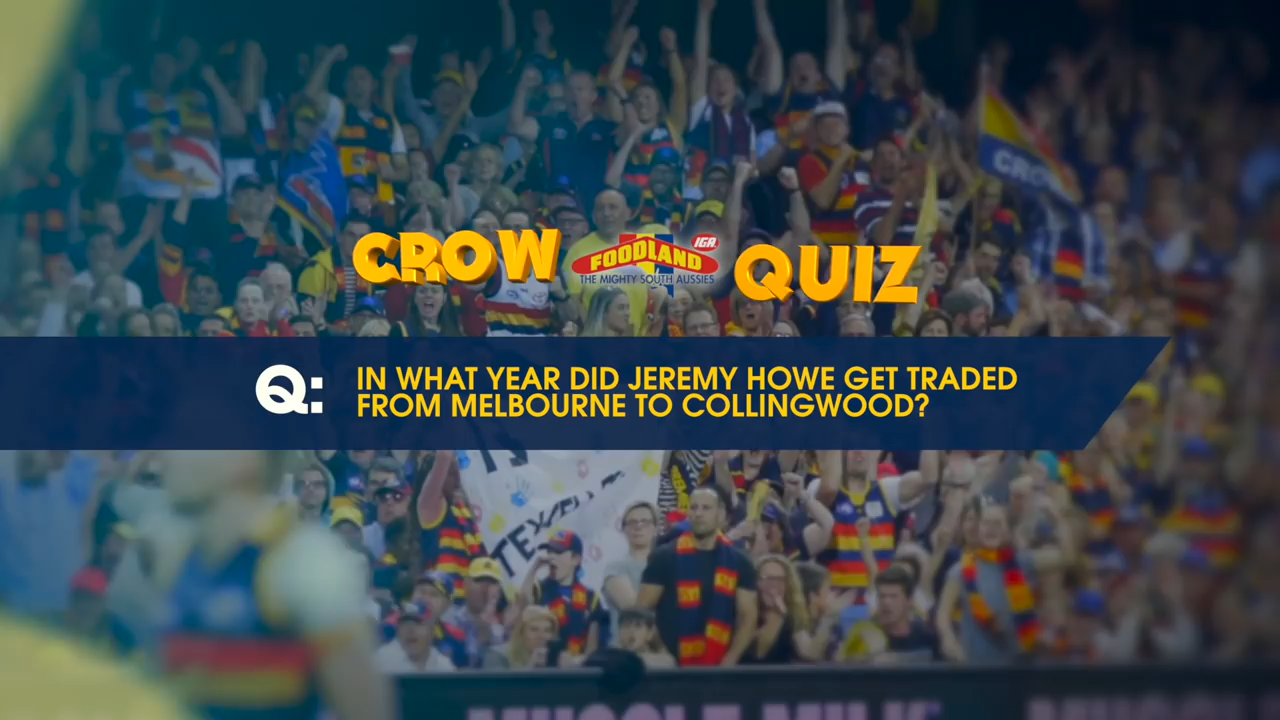 CROW
FOODLAND
IGA
THE MIGHTY SOUTH AUSSIES
QUIZ
Q:
IN WHAT YEAR DID JEREMY HOWE GET TRADED
FROM MELBOURNE TO COLLINGWOOD?